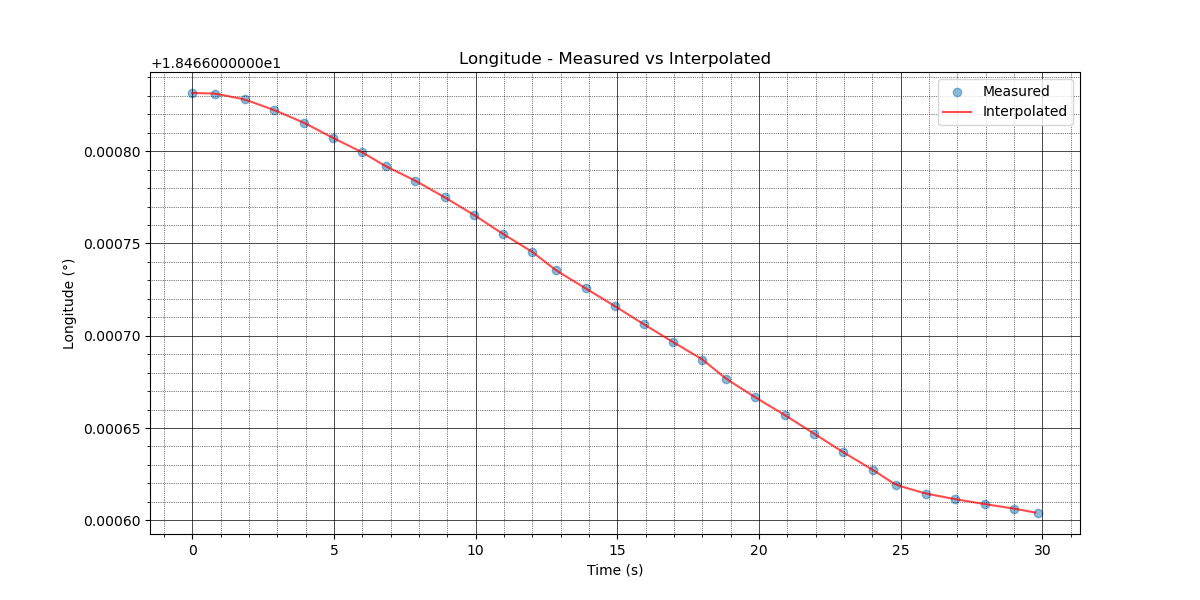 Longitude - Measured vs Interpolated
+1.8466000000e1
Measured
Interpolated
0.00080
0.00075
0.00070
0.00065
0.00060
Longitude (°)
0 5 10 15 20 25 30
Time (s)